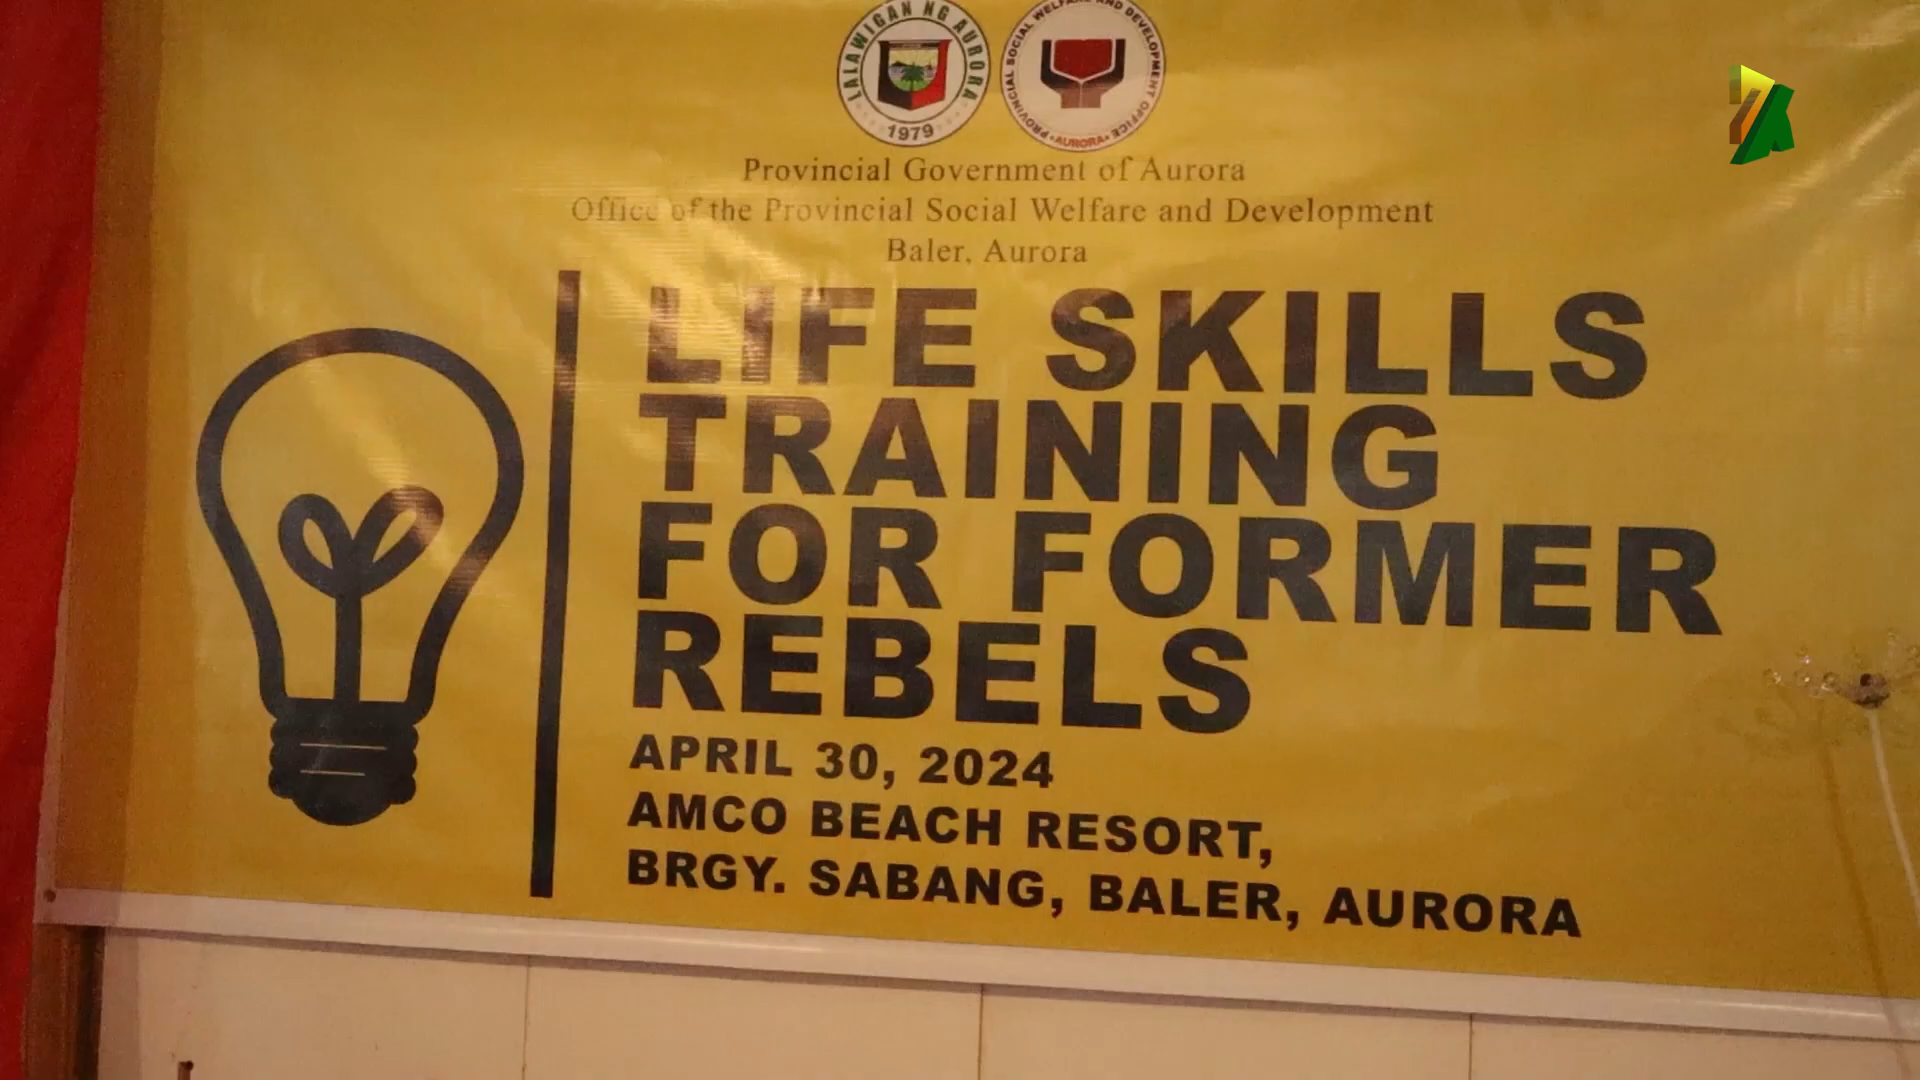 LALAWIGAN NG AURORA
1979
PROVINCIAL SOCIAL WELFARE AND DEVELOPMENT OFFICE
AURORA
Provincial Government of Aurora
Office of the Provincial Social Welfare and Development
Baler, Aurora
LIFE SKILLS
TRAINING
FOR FORMER
REBELS
APRIL 30, 2024
AMCO BEACH RESORT,
BRGY. SABANG, BALER, AURORA